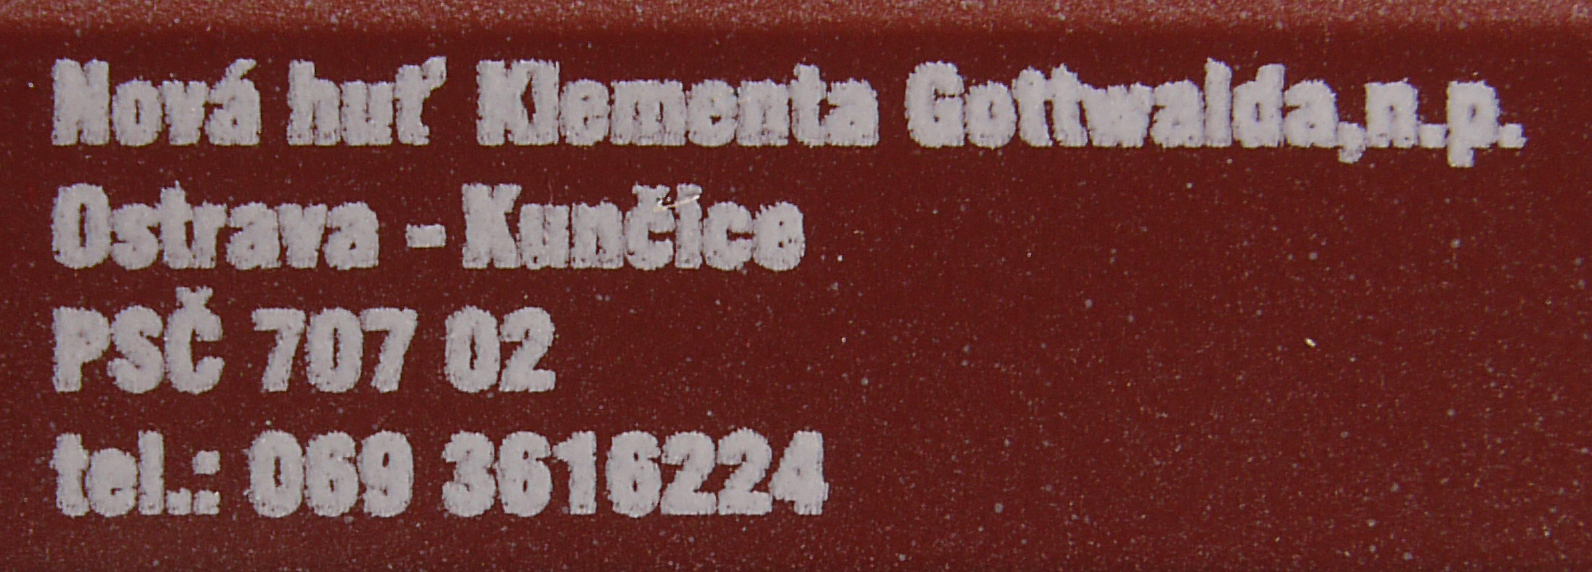 Nová huť Klementa Gottwalda,n.p.
Ostrava - Kunčice
PSČ 707 02
tel.: 069 3616224